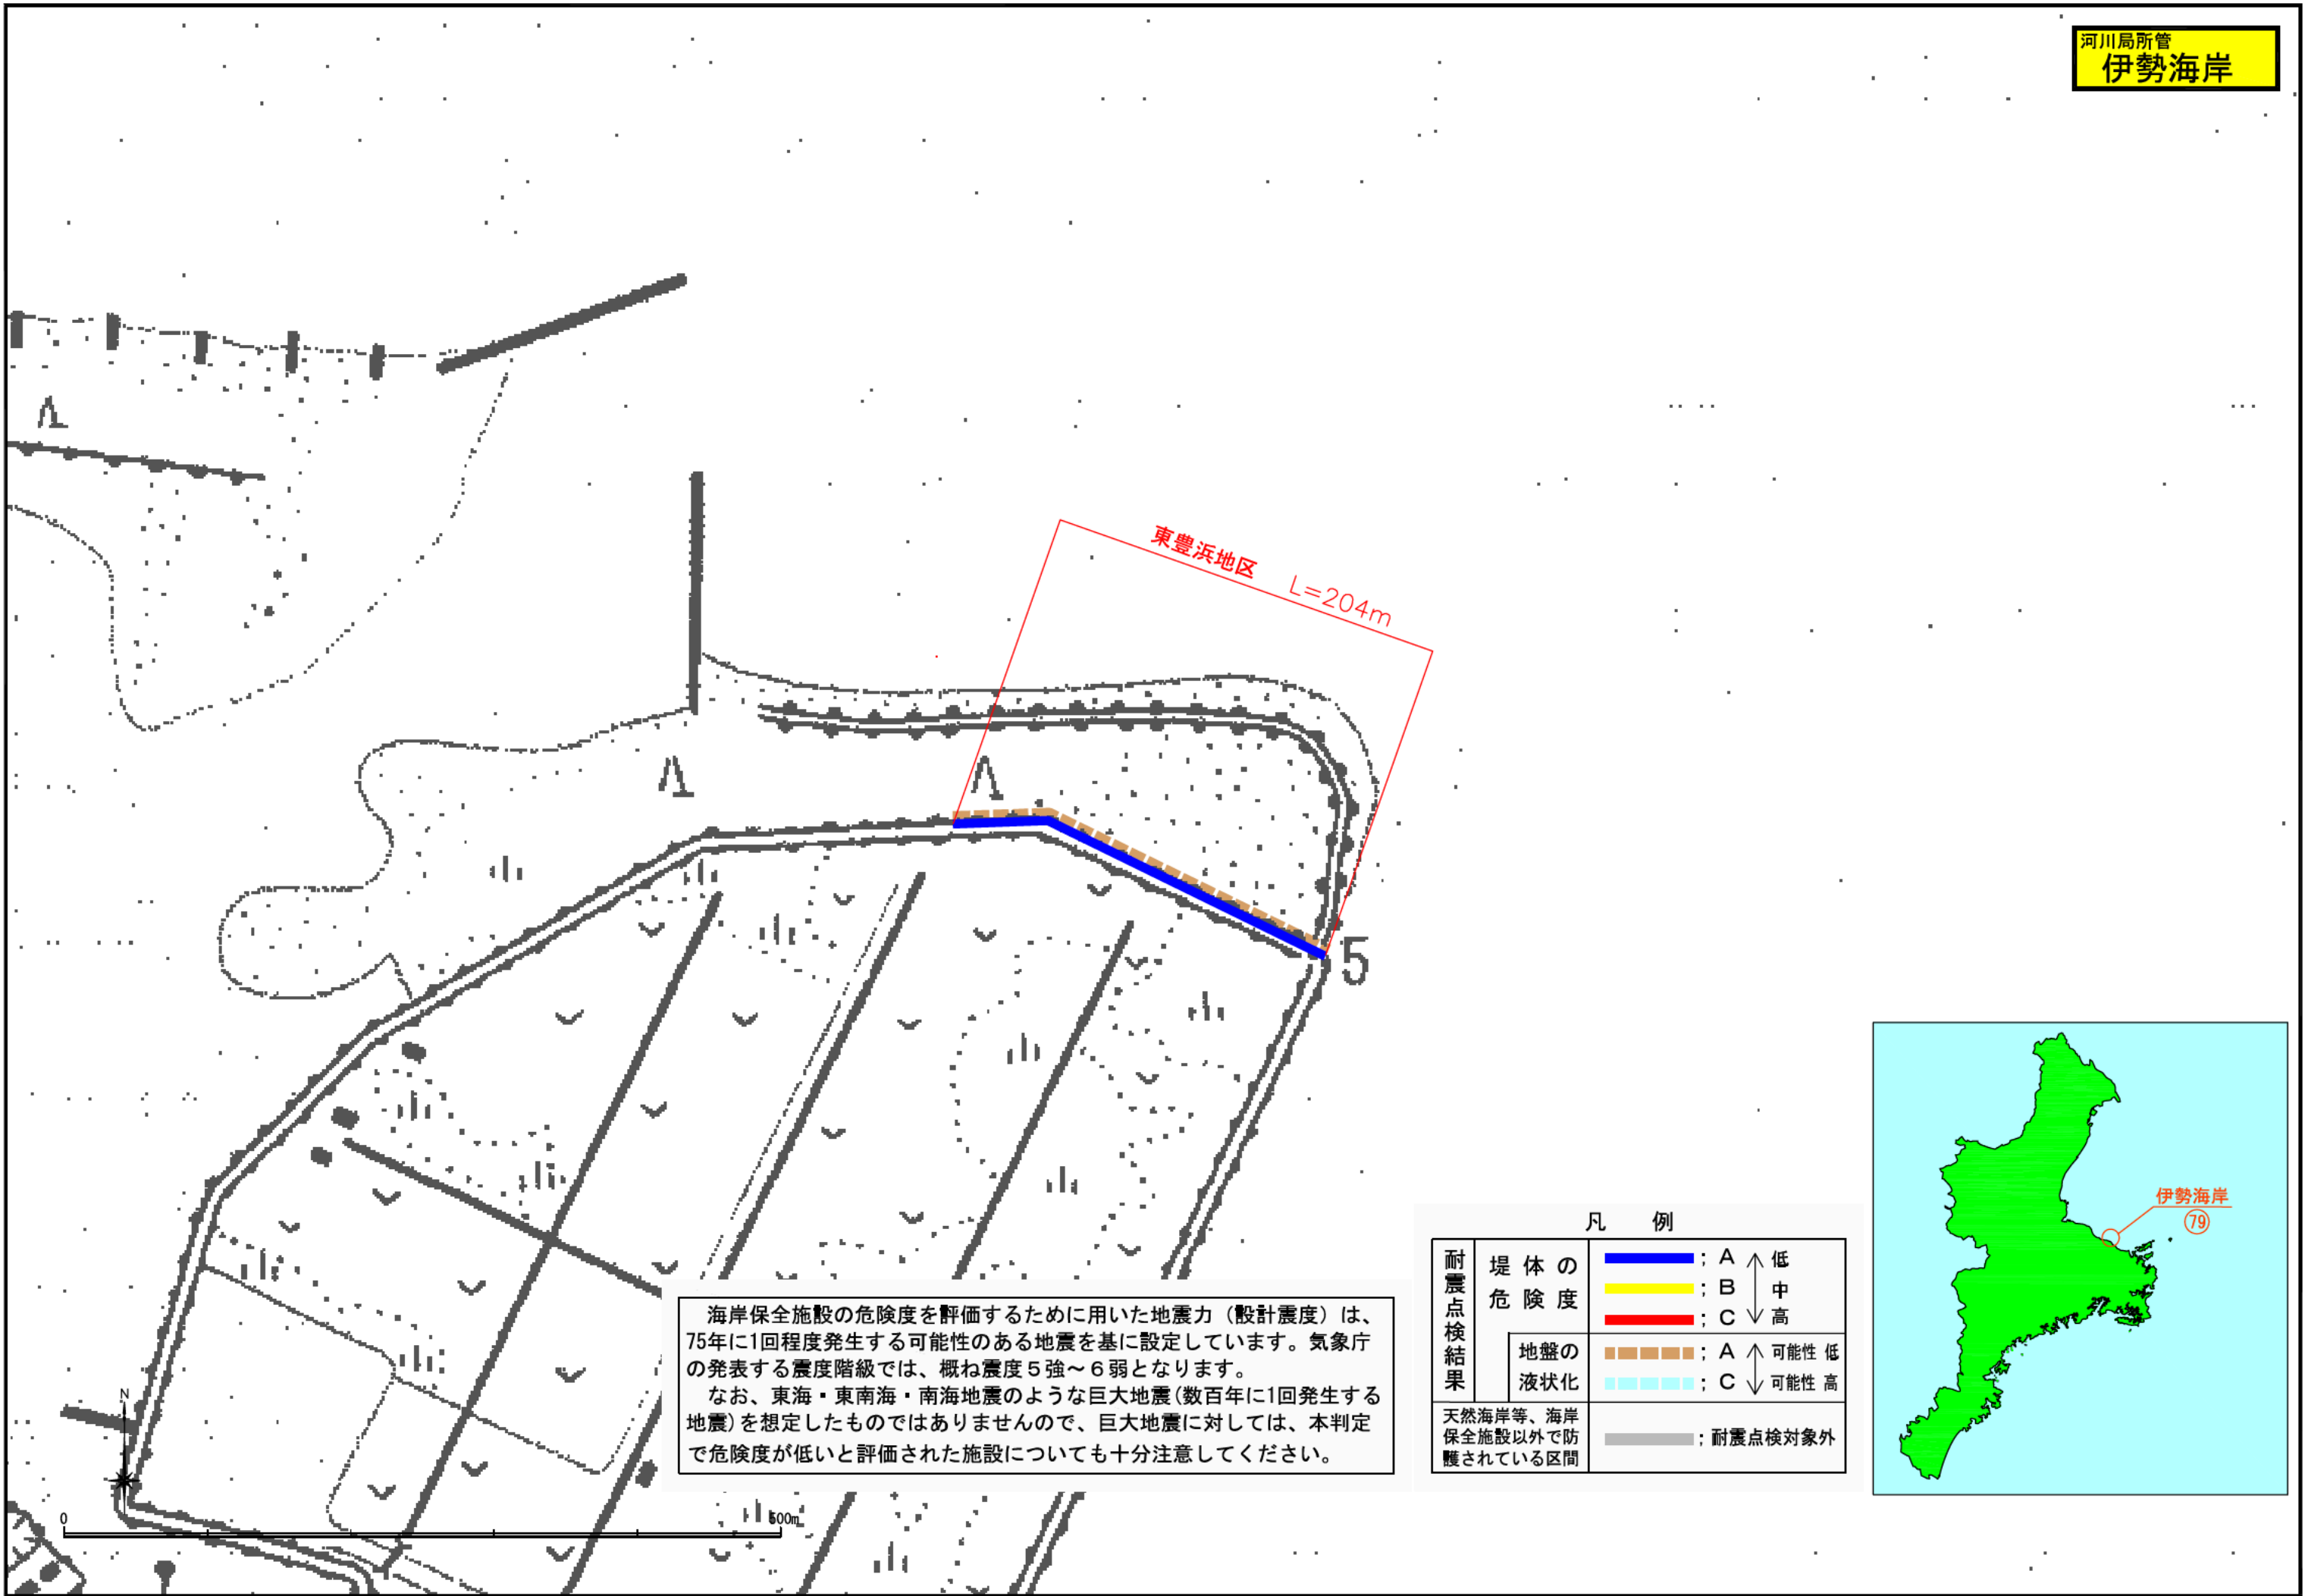 河川局所管
伊勢海岸
東豊浜地区 L=204m
5
伊勢海岸
79
凡 例
耐震点検結果
堤体の
危険度
; A 低
; B 中
; C 高
地盤の
液状化
; A 可能性 低
; C 可能性 高
天然海岸等、海岸
保全施設以外で防
護されている区間
; 耐震点検対象外
海岸保全施設の危険度を評価するために用いた地震力（設計震度）は、
75年に1回程度発生する可能性のある地震を基に設定しています。気象庁
の発表する震度階級では、概ね震度５強～６弱となります。
なお、東海・東南海・南海地震のような巨大地震(数百年に1回発生する
地震)を想定したものではありませんので、巨大地震に対しては、本判定
で危険度が低いと評価された施設についても十分注意してください。
N
0 500m